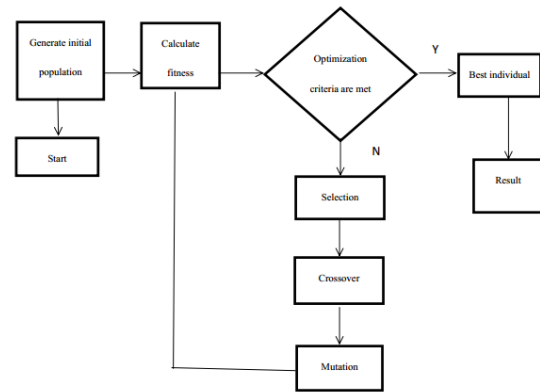 Generate initial
population
Calculate
fitness
Optimization
criteria are met
Y
Best individual
Start
N
Result
Selection
Crossover
Mutation